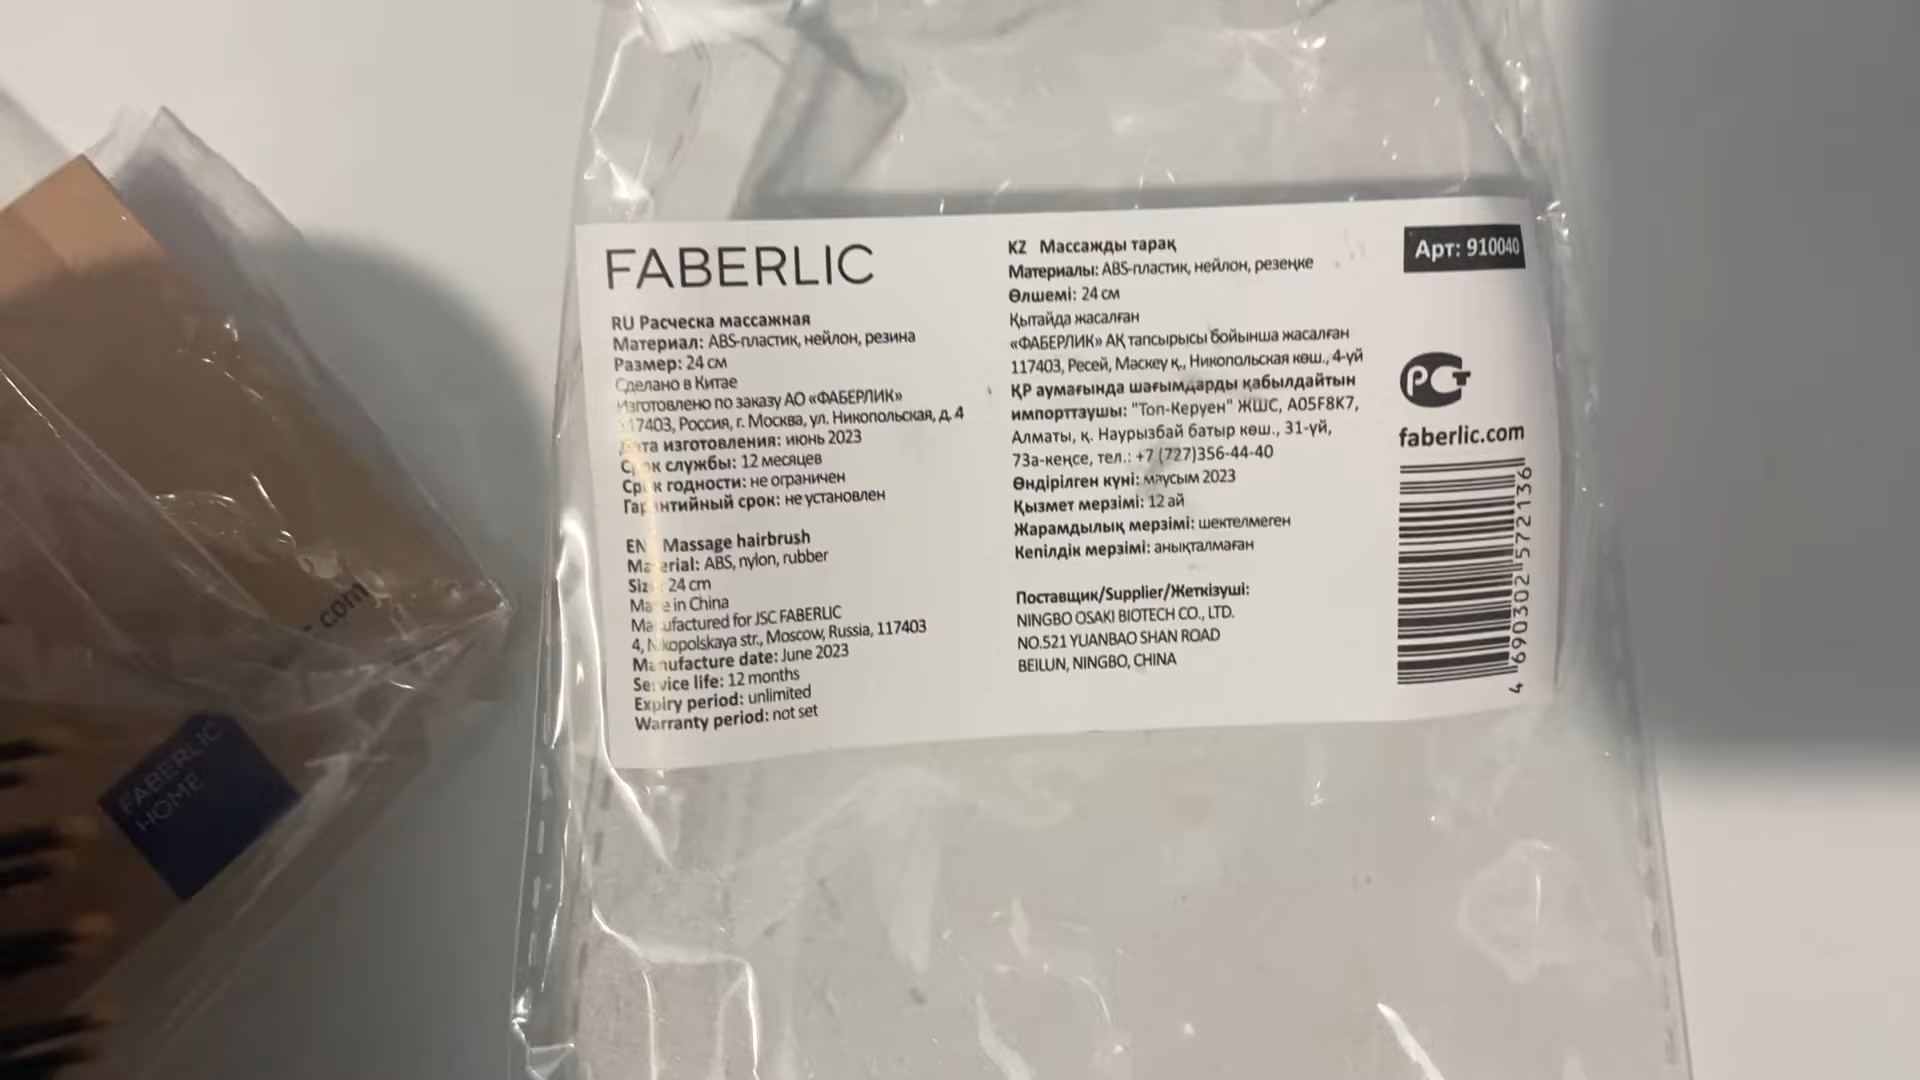 FABERLIC
RU Расческа массажная
Материал: ABS-пластик, нейлон, резина
Размер: 24 см
Сделано в Китае
Изготовлено по заказу АО «ФАБЕРЛИК»
117403, Россия, г. Москва, ул. Никопольская, д. 4
Дата изготовления: июнь 2023
Срок службы: 12 месяцев
Срок годности: не ограничен
Гарантийный срок: не установлен
EN Massage hairbrush
Material: ABS, nylon, rubber
Size: 24 cm
Made in China
Manufactured for JSC FABERLIC
4, Nikopolskaya str., Moscow, Russia, 117403
Manufacture date: June 2023
Service life: 12 months
Expiry period: unlimited
Warranty period: not set
KZ Массажды тарақ
Материалы: ABS-пластик, нейлон, резеңке
Өлшемі: 24 см
Қытайда жасалған
«ФАБЕРЛИК» АҚ тапсырысы бойынша жасалған
117403, Ресей, Мәскеу қ., Никопольская көш., 4-үй
ҚР аумағында шағымдарды қабылдайтын
импорттаушы: "Топ-Керуен" ЖШС, A05F8K7,
Алматы, қ. Наурызбай батыр көш., 31-үй,
73а-кеңсе, тел.: +7 (727)356-44-40
Өндірілген күні: маусым 2023
Қызмет мерзімі: 12 ай
Жарамдылық мерзімі: шектелмеген
Кепілдік мерзімі: анықталмаған
Поставщик/Supplier/Жеткізуші:
NINGBO OSAKI BIOTECH CO., LTD.
NO.521 YUANBAO SHAN ROAD
BEILUN, NINGBO, CHINA
Арт: 910040
РСТ
faberlic.com
4 690302 572136
com
FABERLIC
HOME